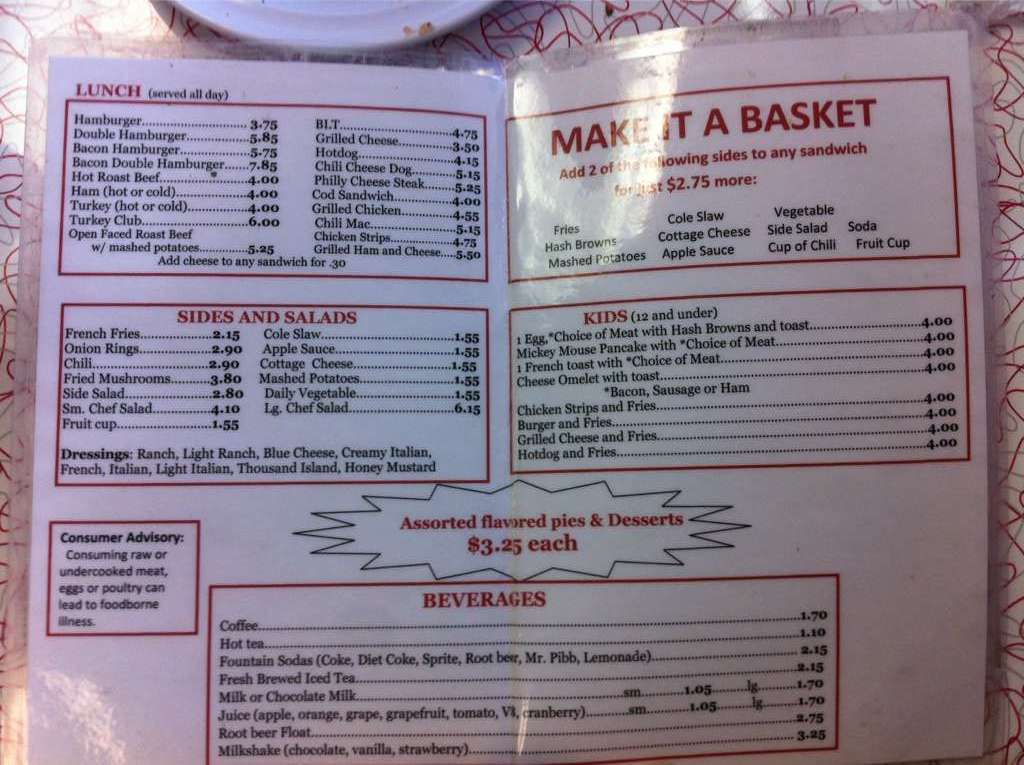 LUNCH (served all day)
Hamburger..........3.75
Double Hamburger..........5.85
Bacon Hamburger..........5.75
Bacon Double Hamburger..........7.85
Hot Roast Beef..........4.00
Ham (hot or cold)..........4.00
Turkey (hot or cold)..........4.00
Turkey Club..........6.00
Open Faced Roast Beef
w/ mashed potatoes..........5.25
BLT..........4.75
Grilled Cheese..........3.50
Hotdog..........4.15
Chili Cheese Dog..........5.15
Philly Cheese Steak..........5.25
Cod Sandwich..........4.00
Grilled Chicken..........4.55
Chili Mac..........5.15
Chicken Strips..........4.75
Grilled Ham and Cheese.....5.50
Add cheese to any sandwich for .30
MAKE IT A BASKET
Add 2 of the following sides to any sandwich
for just $2.75 more:
Fries
Hash Browns
Mashed Potatoes
Cole Slaw
Cottage Cheese
Apple Sauce
Vegetable
Side Salad
Cup of Chili
Soda
Fruit Cup
SIDES AND SALADS
French Fries..........2.15
Onion Rings..........2.90
Chili..........2.90
Fried Mushrooms..........3.80
Side Salad..........2.80
Sm. Chef Salad..........4.10
Fruit cup..........1.55
Cole Slaw..........1.55
Apple Sauce..........1.55
Cottage Cheese..........1.55
Mashed Potatoes..........1.55
Daily Vegetable..........1.55
Lg. Chef Salad..........6.15
Dressings: Ranch, Light Ranch, Blue Cheese, Creamy Italian,
French, Italian, Light Italian, Thousand Island, Honey Mustard
KIDS (12 and under)
1 Egg,*Choice of Meat with Hash Browns and toast..........4.00
Mickey Mouse Pancake with *Choice of Meat..........4.00
1 French toast with *Choice of Meat..........4.00
Cheese Omelet with toast..........4.00
*Bacon, Sausage or Ham
Chicken Strips and Fries..........4.00
Burger and Fries..........4.00
Grilled Cheese and Fries..........4.00
Hotdog and Fries..........4.00
Assorted flavored pies & Desserts
$3.25 each
Consumer Advisory:
Consuming raw or
undercooked meat,
eggs or poultry can
lead to foodborne
illness.
BEVERAGES
Coffee..........1.70
Hot tea..........1.10
Fountain Sodas (Coke, Diet Coke, Sprite, Root beer, Mr. Pibb, Lemonade)..........2.15
Fresh Brewed Iced Tea..........2.15
Milk or Chocolate Milk..........sm..........1.05..........lg..........1.70
Juice (apple, orange, grape, grapefruit, tomato, V8, cranberry)..........sm..........1.05..........lg..........1.70
Root beer Float..........2.75
Milkshake (chocolate, vanilla, strawberry)..........3.25